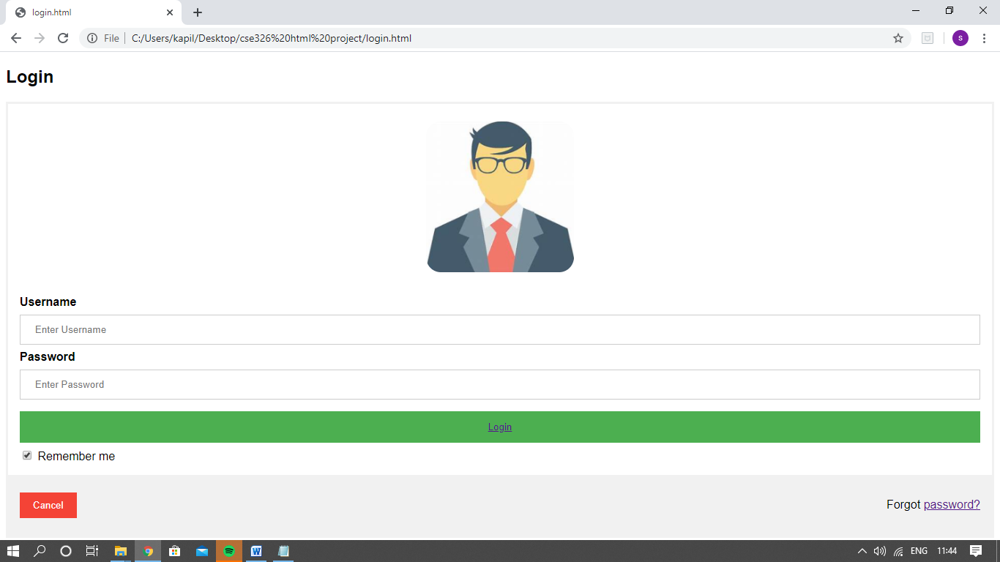 login.html
File C:/Users/kapil/Desktop/cse326%20html%20project/login.html
s
Login
Username
Enter Username
Password
Enter Password
Login
Remember me
Cancel
Forgot password?
W
ENG 11:44